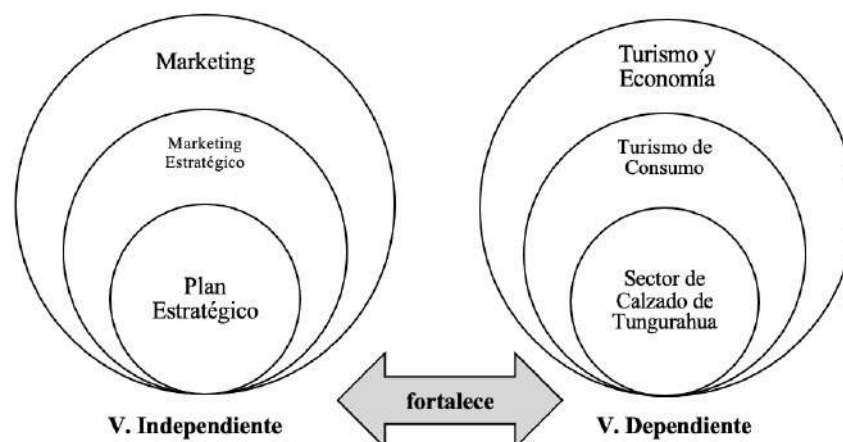 Marketing
Marketing
Estratégico
Plan
Estratégico
V. Independiente
fortalece
Turismo y
Economía
Turismo de
Consumo
Sector de
Calzado de
Tungurahua
V. Dependiente